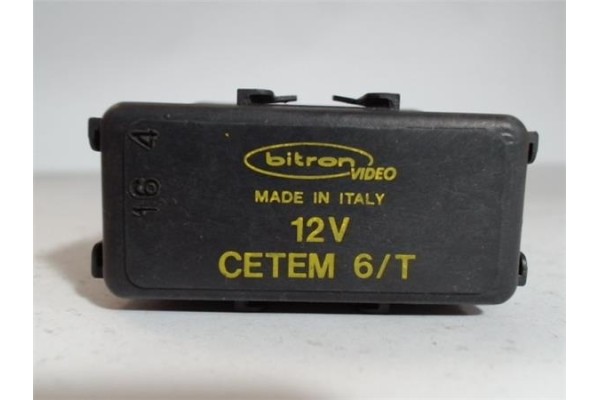 bitron VIDEO
MADE IN ITALY
12V
CETEM 6/T
16 4